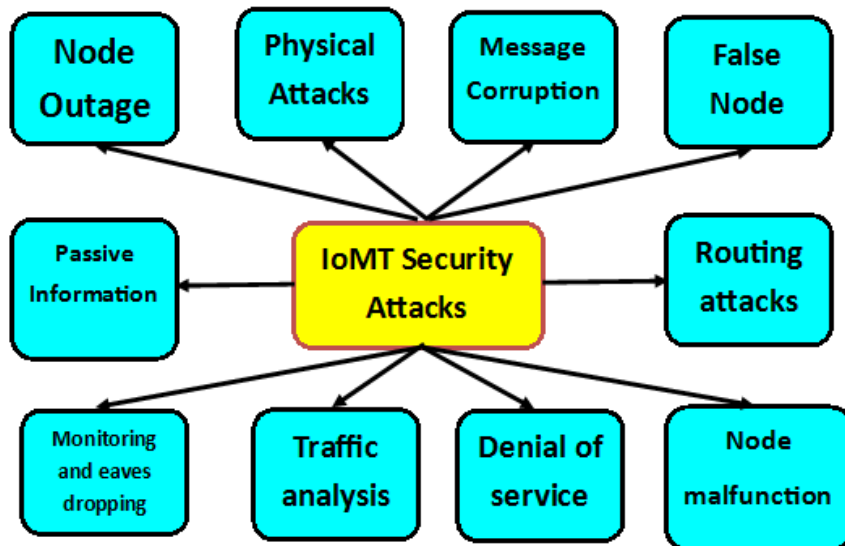 Node
Outage
Physical
Attacks
Message
Corruption
False
Node
Passive
Information
IoMT Security
Attacks
Routing
attacks
Monitoring
and eaves
dropping
Traffic
analysis
Denial of
service
Node
malfunction